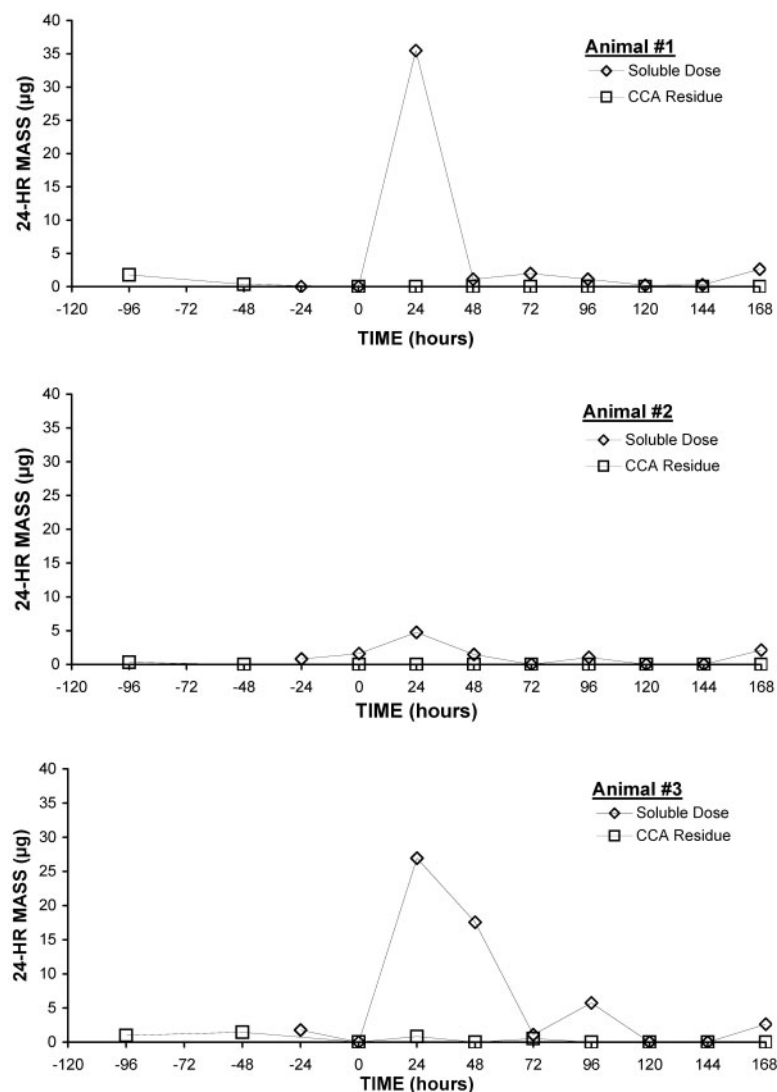 40
35
30
25
20
15
10
5
0
24-HR MASS (µg)
Animal #1
Soluble Dose
CCA Residue
-120 -96 -72 -48 -24 0 24 48 72 96 120 144 168
TIME (hours)
40
35
30
25
20
15
10
5
0
24-HR MASS (µg)
Animal #2
Soluble Dose
CCA Residue
-120 -96 -72 -48 -24 0 24 48 72 96 120 144 168
TIME (hours)
40
35
30
25
20
15
10
5
0
24-HR MASS (µg)
Animal #3
Soluble Dose
CCA Residue
-120 -96 -72 -48 -24 0 24 48 72 96 120 144 168
TIME (hours)